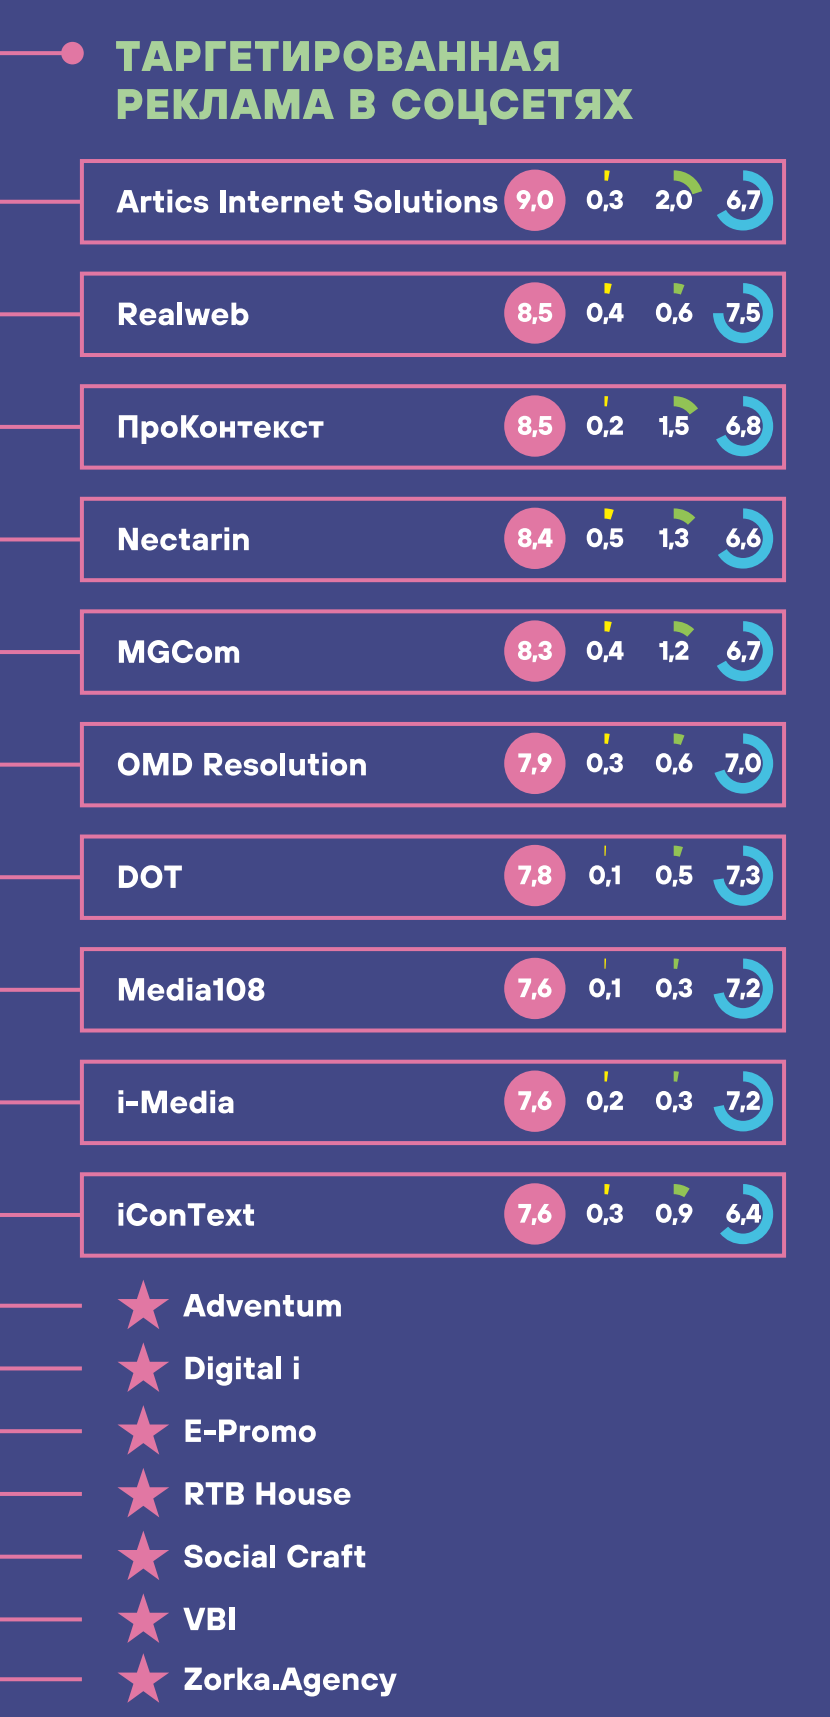 ТАРГЕТИРОВАННАЯ
РЕКЛАМА В СОЦСЕТЯХ
Artics Internet Solutions 9,0 0,3 2,0 6,7
Realweb 8,5 0,4 0,6 7,5
ПроКонтекст 8,5 0,2 1,5 6,8
Nectarin 8,4 0,5 1,3 6,6
MGCom 8,3 0,4 1,2 6,7
OMD Resolution 7,9 0,3 0,6 7,0
DOT 7,8 0,1 0,5 7,3
Media108 7,6 0,1 0,3 7,2
i-Media 7,6 0,2 0,3 7,2
iConText 7,6 0,3 0,9 6,4
Adventum
Digital i
E-Promo
RTB House
Social Craft
VBI
Zorka.Agency